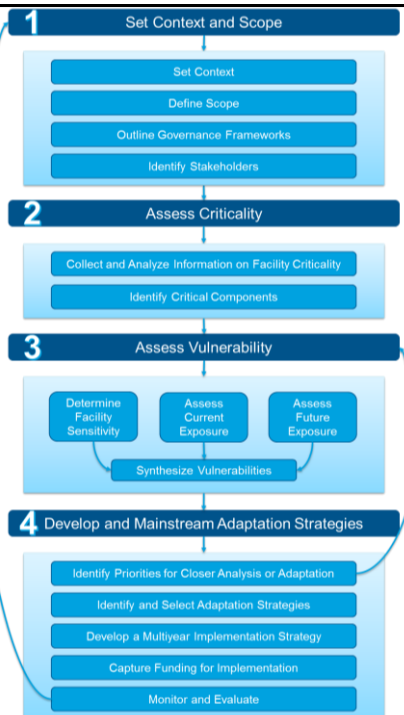 1 Set Context and Scope
Set Context
Define Scope
Outline Governance Frameworks
Identify Stakeholders
2 Assess Criticality
Collect and Analyze Information on Facility Criticality
Identify Critical Components
3 Assess Vulnerability
Determine
Facility
Sensitivity
Assess
Current
Exposure
Assess
Future
Exposure
Synthesize Vulnerabilities
4 Develop and Mainstream Adaptation Strategies
Identify Priorities for Closer Analysis or Adaptation
Identify and Select Adaptation Strategies
Develop a Multiyear Implementation Strategy
Capture Funding for Implementation
Monitor and Evaluate